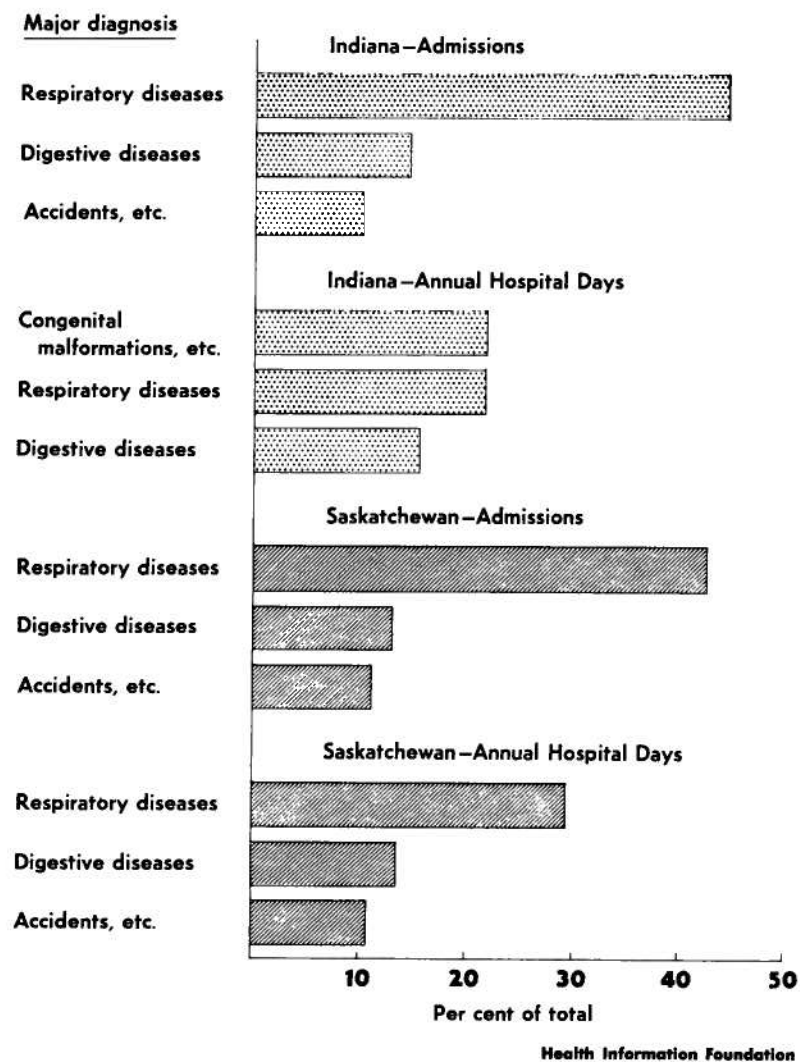 Major diagnosis
Indiana–Admissions
Respiratory diseases
Digestive diseases
Accidents, etc.
Indiana–Annual Hospital Days
Congenital
malformations, etc.
Respiratory diseases
Digestive diseases
Saskatchewan–Admissions
Respiratory diseases
Digestive diseases
Accidents, etc.
Saskatchewan–Annual Hospital Days
Respiratory diseases
Digestive diseases
Accidents, etc.
10 20 30 40 50
Per cent of total
Health Information Foundation